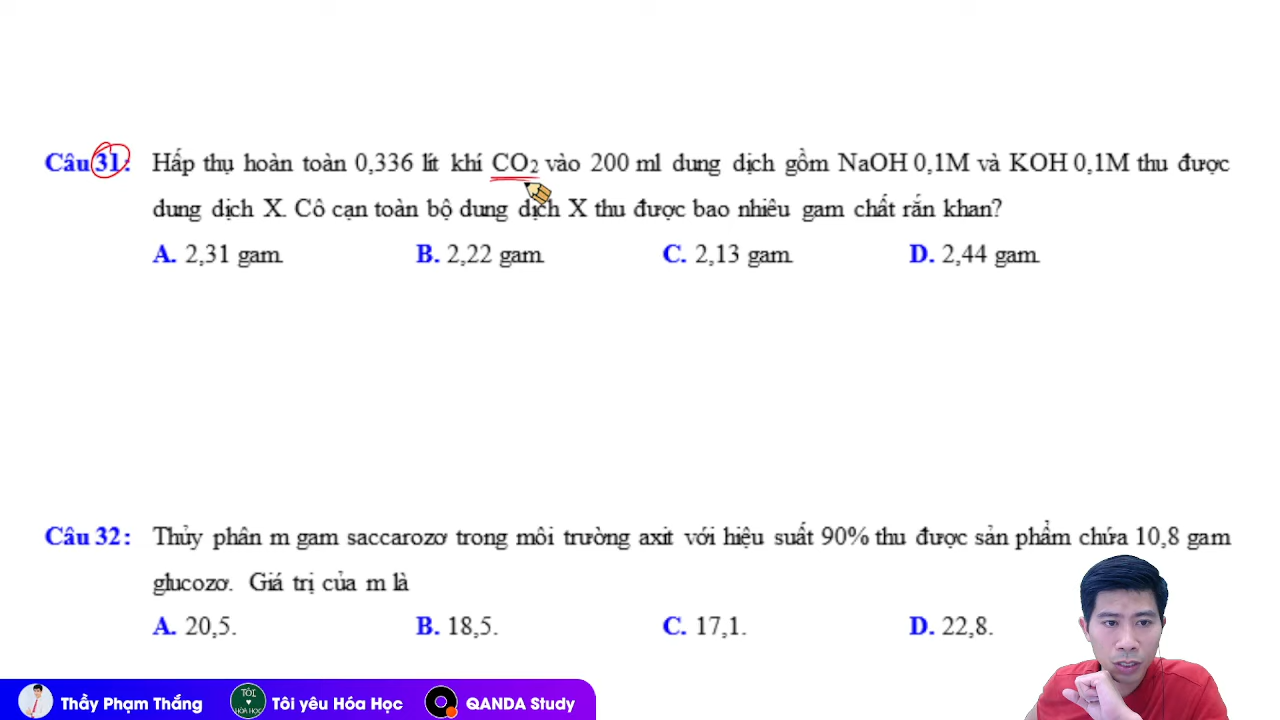 Câu 31: Hấp thụ hoàn toàn 0,336 lít khí CO₂ vào 200 ml dung dịch gồm NaOH 0,1M và KOH 0,1M thu được
dung dịch X. Cô cạn toàn bộ dung dịch X thu được bao nhiêu gam chất rắn khan?
A. 2,31 gam. B. 2,22 gam. C. 2,13 gam. D. 2,44 gam.
Câu 32: Thủy phân m gam saccarozơ trong môi trường axit với hiệu suất 90% thu được sản phẩm chứa 10,8 gam
glucozơ. Giá trị của m là
A. 20,5. B. 18,5. C. 17,1. D. 22,8.
Thầy Phạm Thắng TÔI ♥ HÓA HỌC Tôi yêu Hóa Học QANDA Study